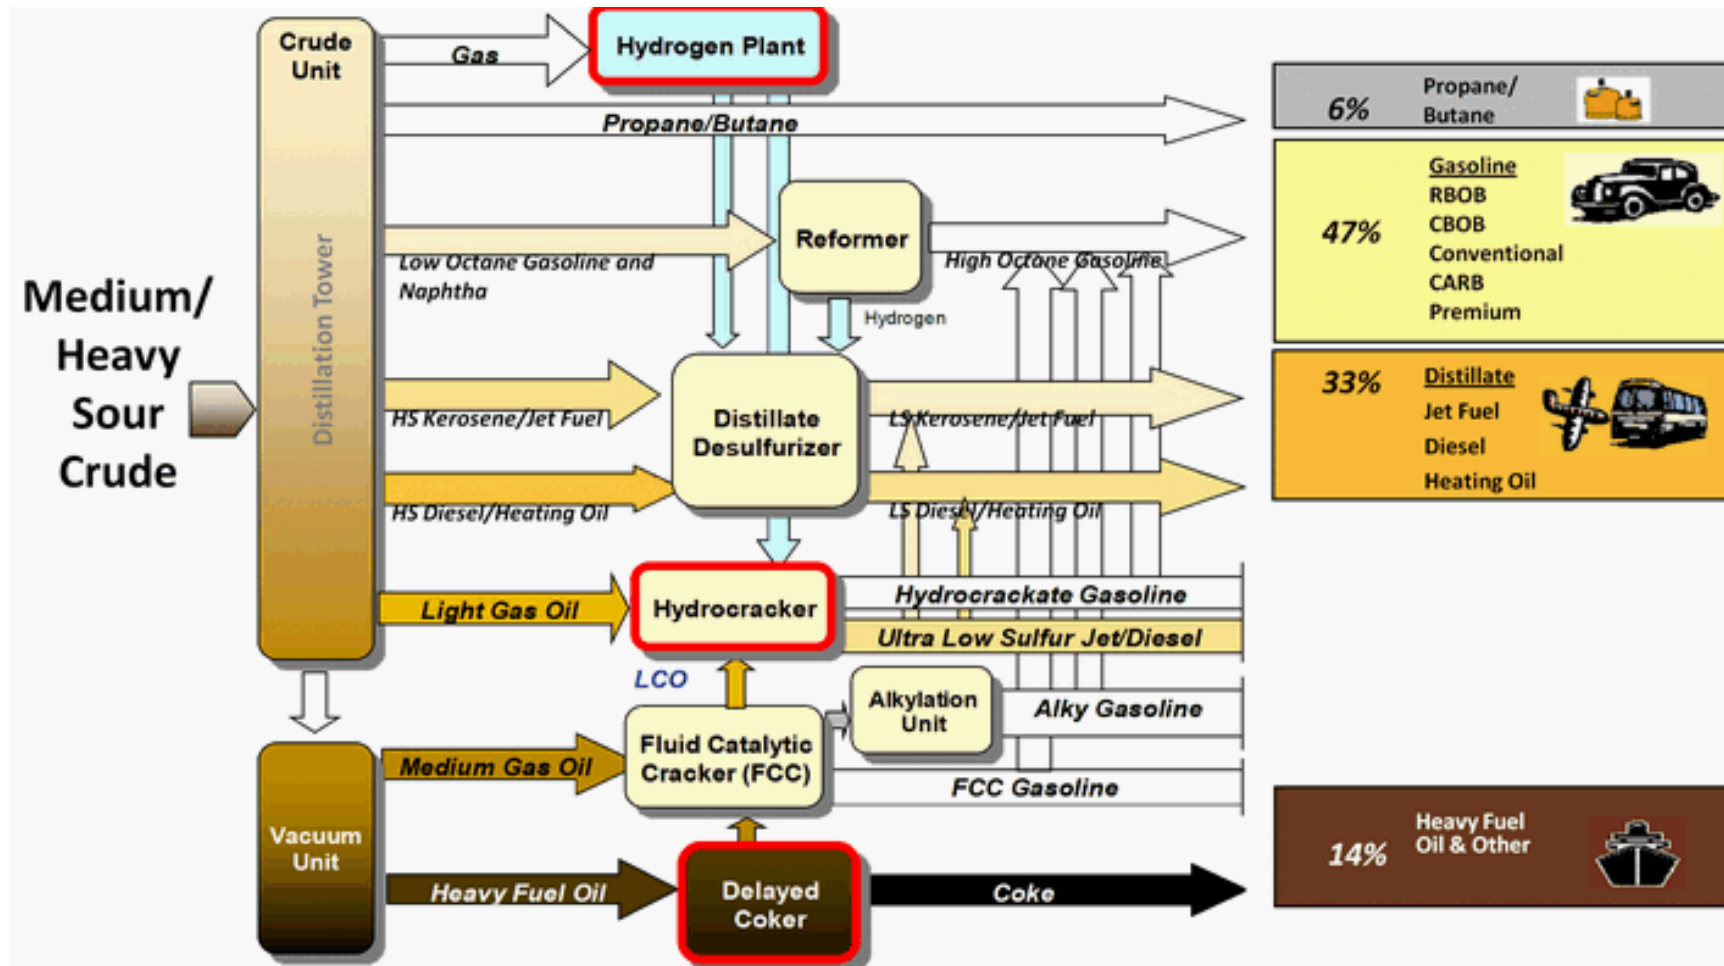 Medium/
Heavy
Sour
Crude
Crude
Unit
Distillation Tower
Vacuum
Unit
Gas
Hydrogen Plant
Propane/Butane
Low Octane Gasoline and
Naphtha
Reformer
High Octane Gasoline
Hydrogen
HS Kerosene/Jet Fuel
Distillate
Desulfurizer
LS Kerosene/Jet Fuel
HS Diesel/Heating Oil
LS Diesel/Heating Oil
Light Gas Oil
Hydrocracker
Hydrocrackate Gasoline
Ultra Low Sulfur Jet/Diesel
LCO
Alkylation
Unit
Alky Gasoline
Medium Gas Oil
Fluid Catalytic
Cracker (FCC)
FCC Gasoline
Heavy Fuel Oil
Delayed
Coker
Coke
6%
Propane/
Butane
47%
Gasoline
RBOB
CBOB
Conventional
CARB
Premium
33%
Distillate
Jet Fuel
Diesel
Heating Oil
14%
Heavy Fuel
Oil & Other